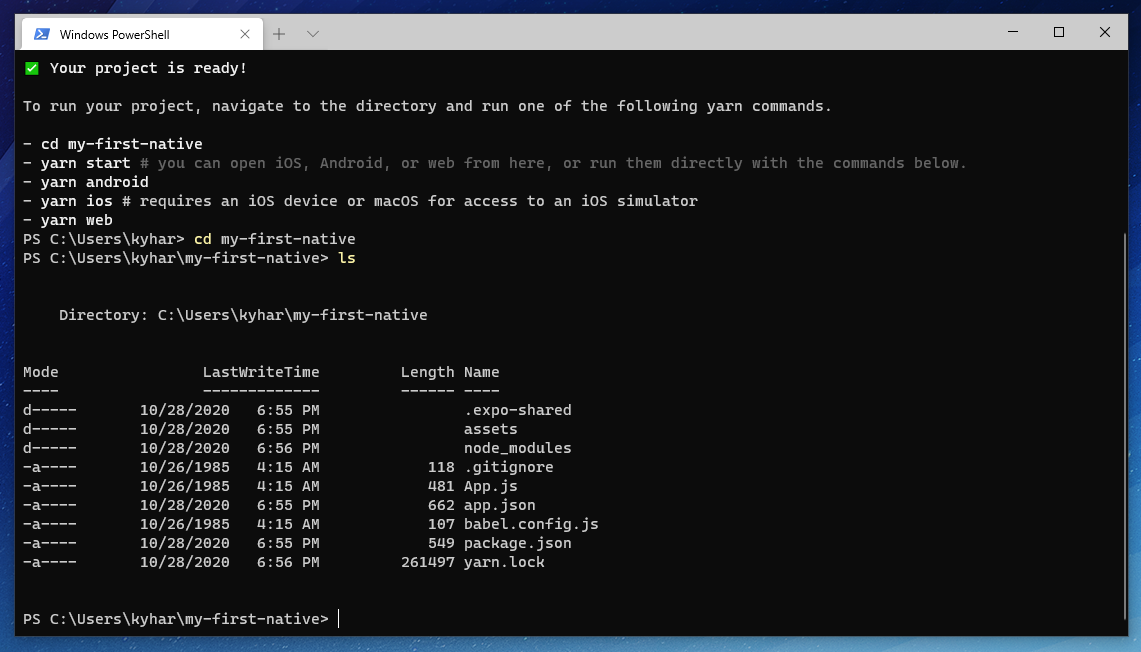 Windows PowerShell
✅ Your project is ready!
To run your project, navigate to the directory and run one of the following yarn commands.
- cd my-first-native
- yarn start # you can open iOS, Android, or web from here, or run them directly with the commands below.
- yarn android
- yarn ios # requires an iOS device or macOS for access to an iOS simulator
- yarn web
PS C:\Users\kyhar> cd my-first-native
PS C:\Users\kyhar\my-first-native> ls
    Directory: C:\Users\kyhar\my-first-native
Mode                LastWriteTime         Length Name
----                -------------         ------ ----
d-----       10/28/2020   6:55 PM                .expo-shared
d-----       10/28/2020   6:55 PM                assets
d-----       10/28/2020   6:56 PM                node_modules
-a----       10/26/1985   4:15 AM            118 .gitignore
-a----       10/26/1985   4:15 AM            481 App.js
-a----       10/28/2020   6:55 PM            662 app.json
-a----       10/26/1985   4:15 AM            107 babel.config.js
-a----       10/28/2020   6:55 PM            549 package.json
-a----       10/28/2020   6:56 PM         261497 yarn.lock
PS C:\Users\kyhar\my-first-native>